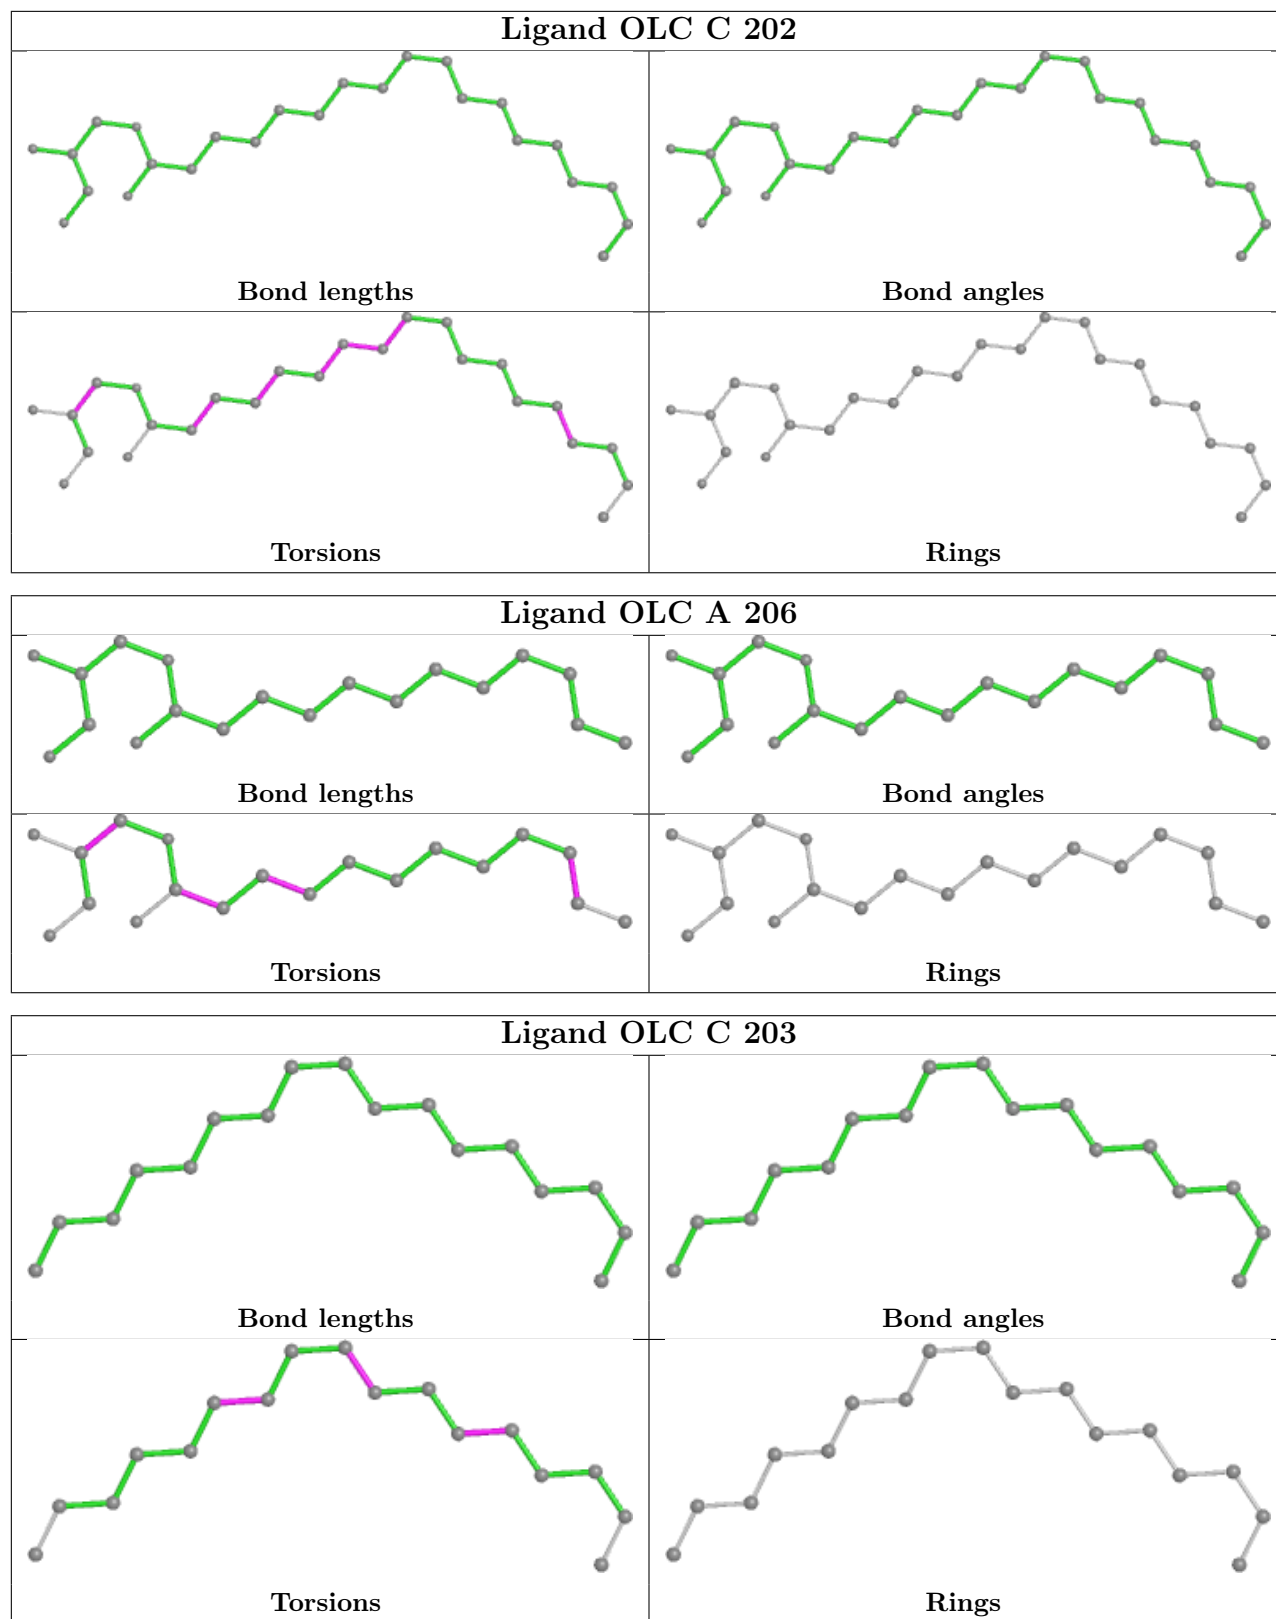 Ligand OLC C 202
Bond lengths
Bond angles
Torsions
Rings
Ligand OLC A 206
Bond lengths
Bond angles
Torsions
Rings
Ligand OLC C 203
Bond lengths
Bond angles
Torsions
Rings